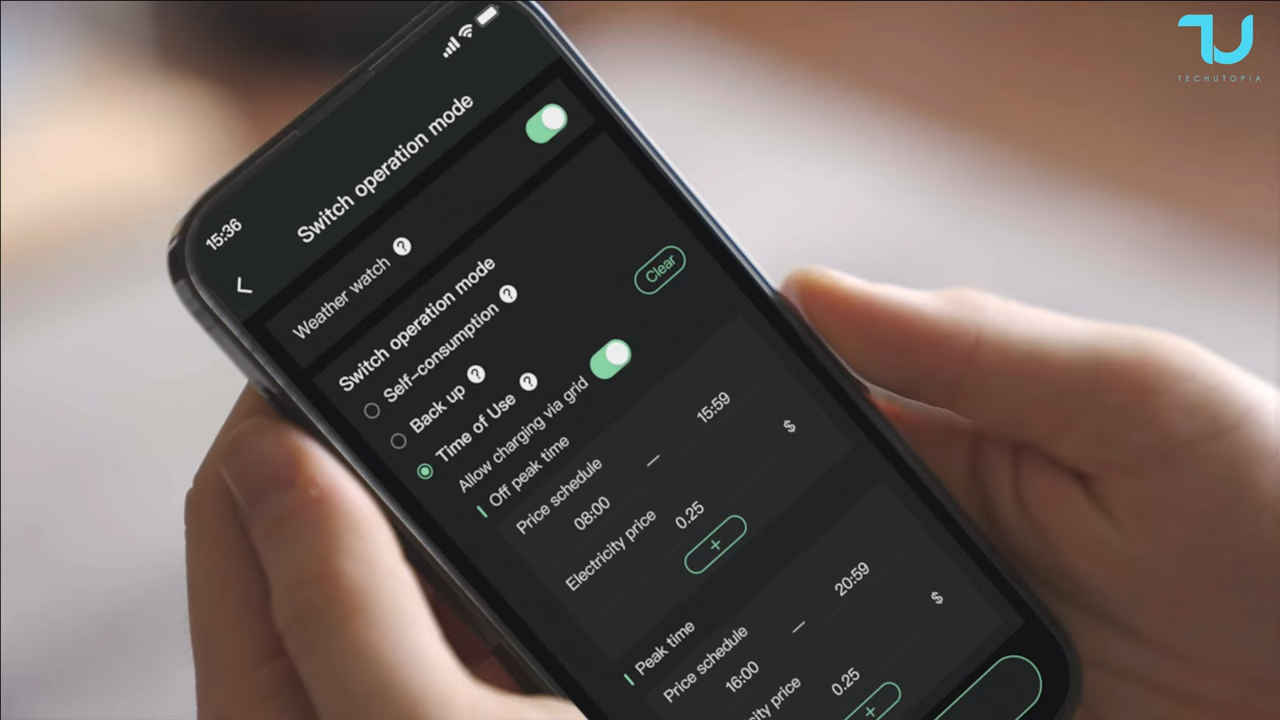 TECHUTOPIA
15:36
Switch operation mode
Weather watch ?
Switch operation mode
Self-consumption ?
Clear
Back up ?
Time of Use ?
Allow charging via grid
Off peak time
Price schedule
08:00 — 15:59
Electricity price
0.25 $
+
Peak time
Price schedule
16:00 — 20:59
price
0.25 $
+